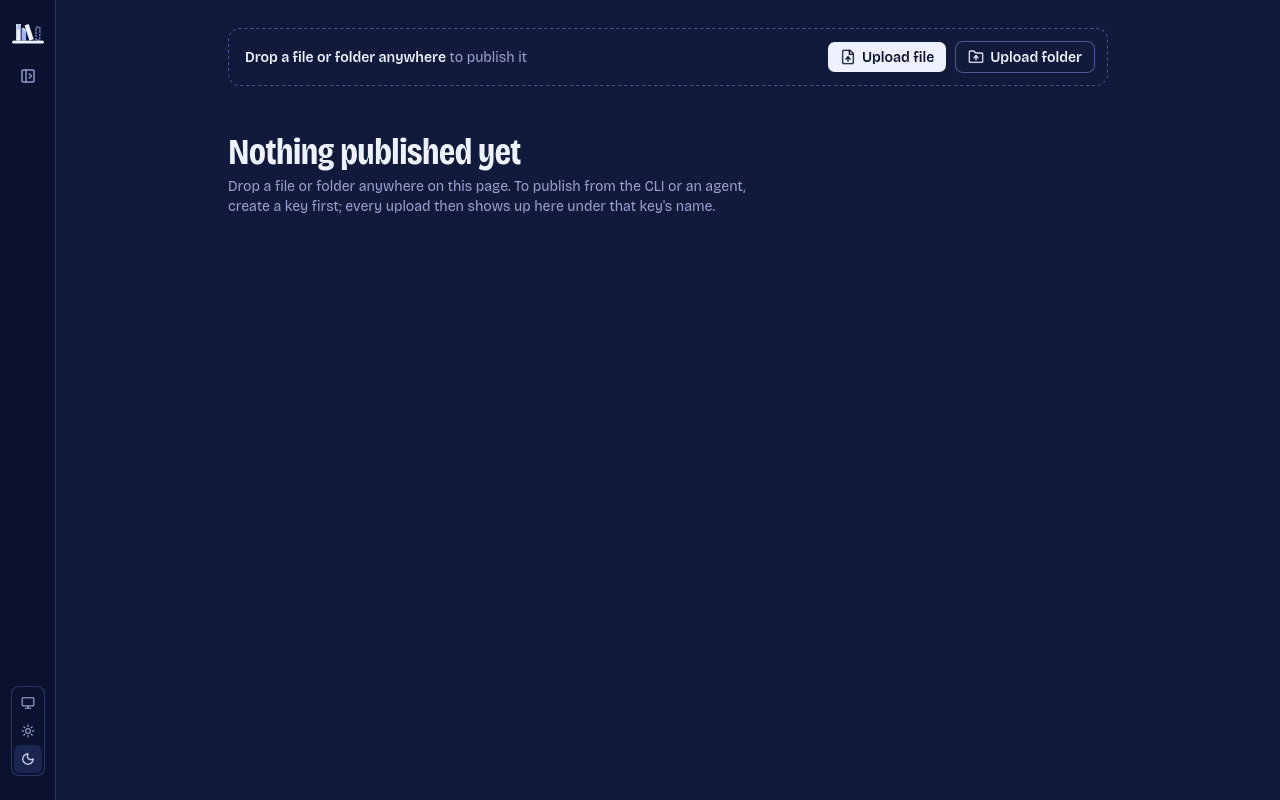 Drop a file or folder anywhere to publish it
Upload file
Upload folder
Nothing published yet
Drop a file or folder anywhere on this page. To publish from the CLI or an agent,
create a key first; every upload then shows up here under that key's name.